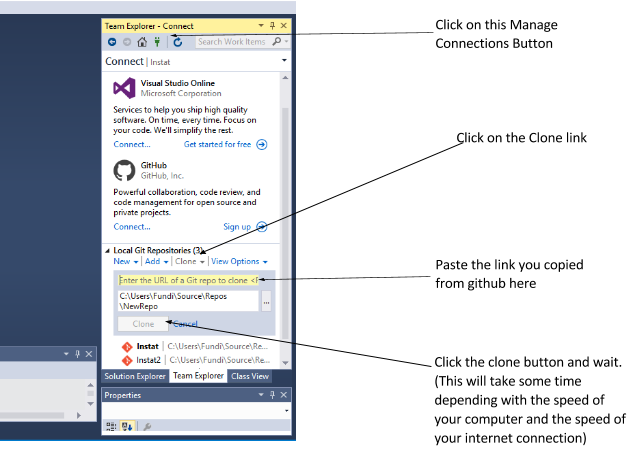 Team Explorer - Connect
Search Work Items
Connect | Instat
Visual Studio Online
Microsoft Corporation
Services to help you ship high quality
software. On time, every time. Focus on
your code. We'll simplify the rest.
Connect... Get started for free
GitHub
GitHub, Inc.
Powerful collaboration, code review, and
code management for open source and
private projects.
Connect... Sign up
Local Git Repositories (3)
New | Add | Clone | View Options
Enter the URL of a Git repo to clone <F
C:\Users\Fundi\Source\Repos
\NewRepo
...
Clone Cancel
Instat | C:\Users\Fundi\Source\Re...
Instat2 | C:\Users\Fundi\Source\Re...
Solution Explorer Team Explorer Class View
Properties
Click on this Manage
Connections Button
Click on the Clone link
Paste the link you copied
from github here
Click the clone button and wait.
(This will take some time
depending with the speed of
your computer and the speed of
your internet connection)